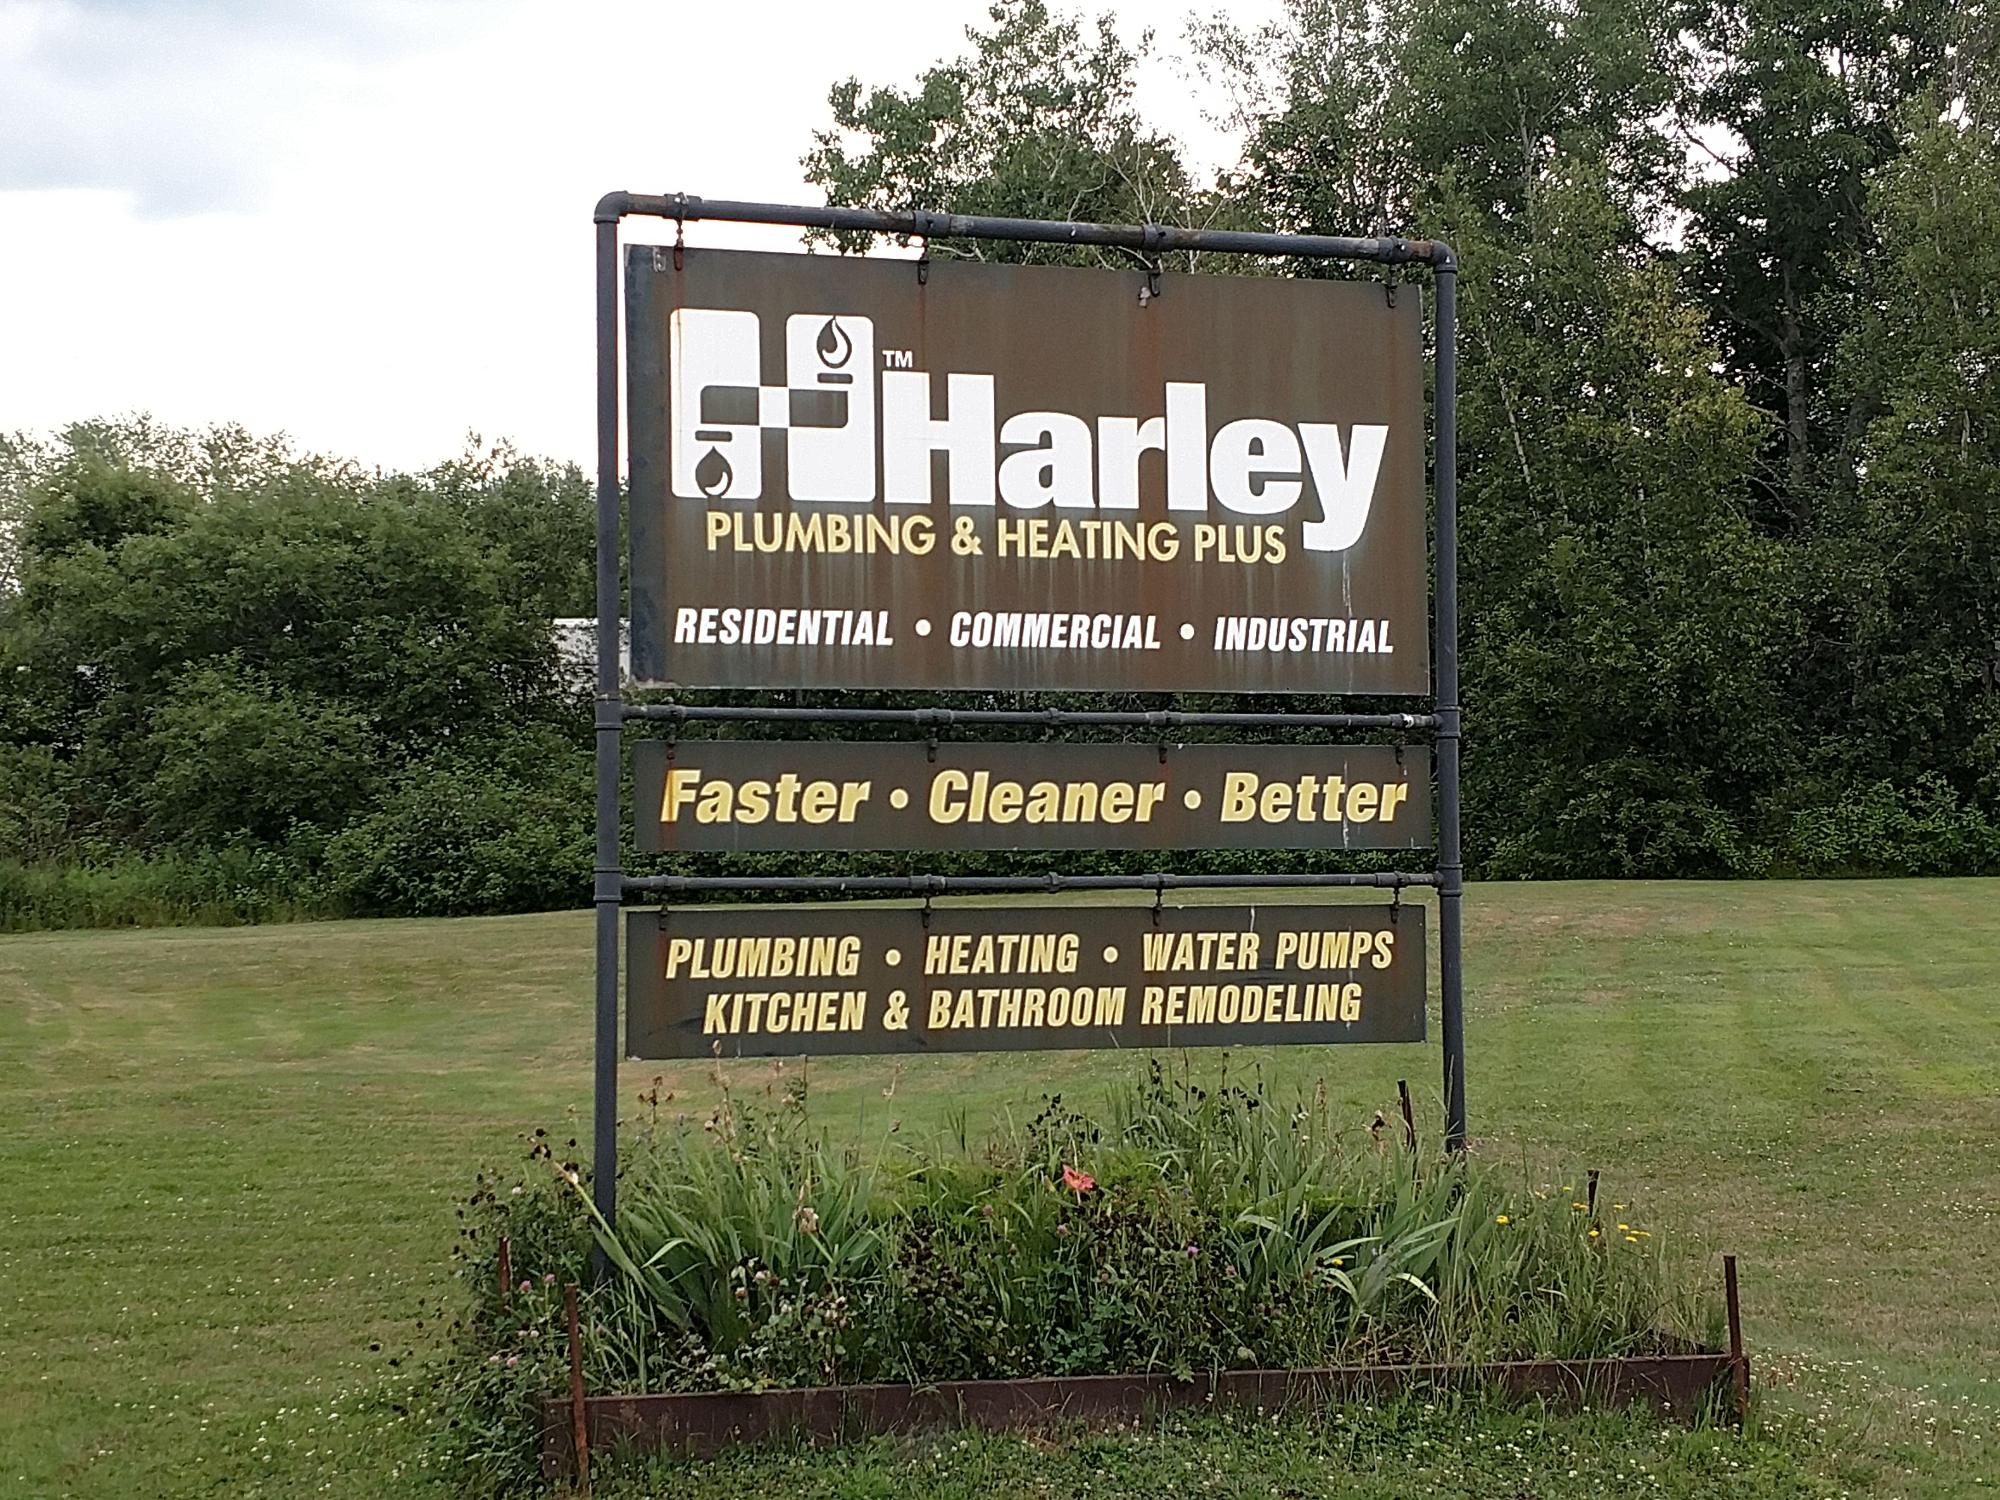 ™
Harley
PLUMBING & HEATING PLUS
RESIDENTIAL • COMMERCIAL • INDUSTRIAL
Faster • Cleaner • Better
PLUMBING • HEATING • WATER PUMPS
KITCHEN & BATHROOM REMODELING